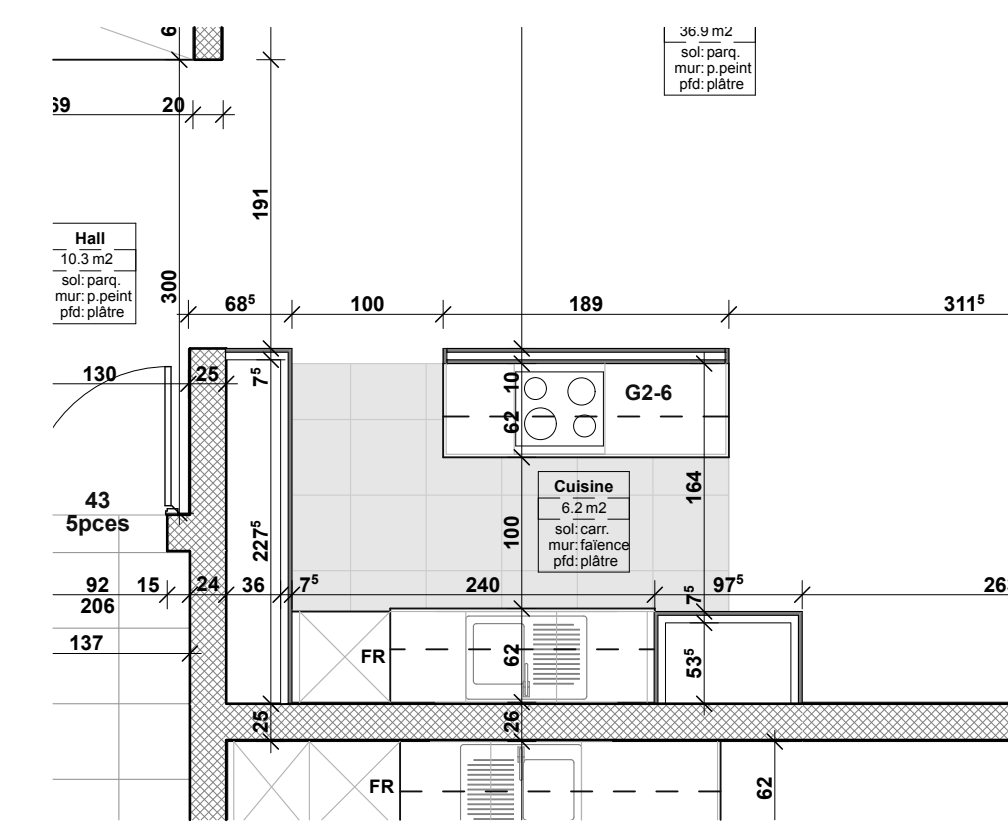 6
36.9 m2
sol: parq.
mur: p.peint
pfd: plâtre
69
20
191
Hall
10.3 m2
sol: parq.
mur: p.peint
pfd: plâtre
300
68⁵
100
189
311⁵
130
25
7⁵
10
62
G2-6
43
5pces
Cuisine
6.2 m2
sol: carr.
mur: faïence
pfd: plâtre
164
100
227⁵
92
206
15
24
36
7⁵
240
97⁵
7⁵
26
137
FR
62
53⁵
25
26
FR
62